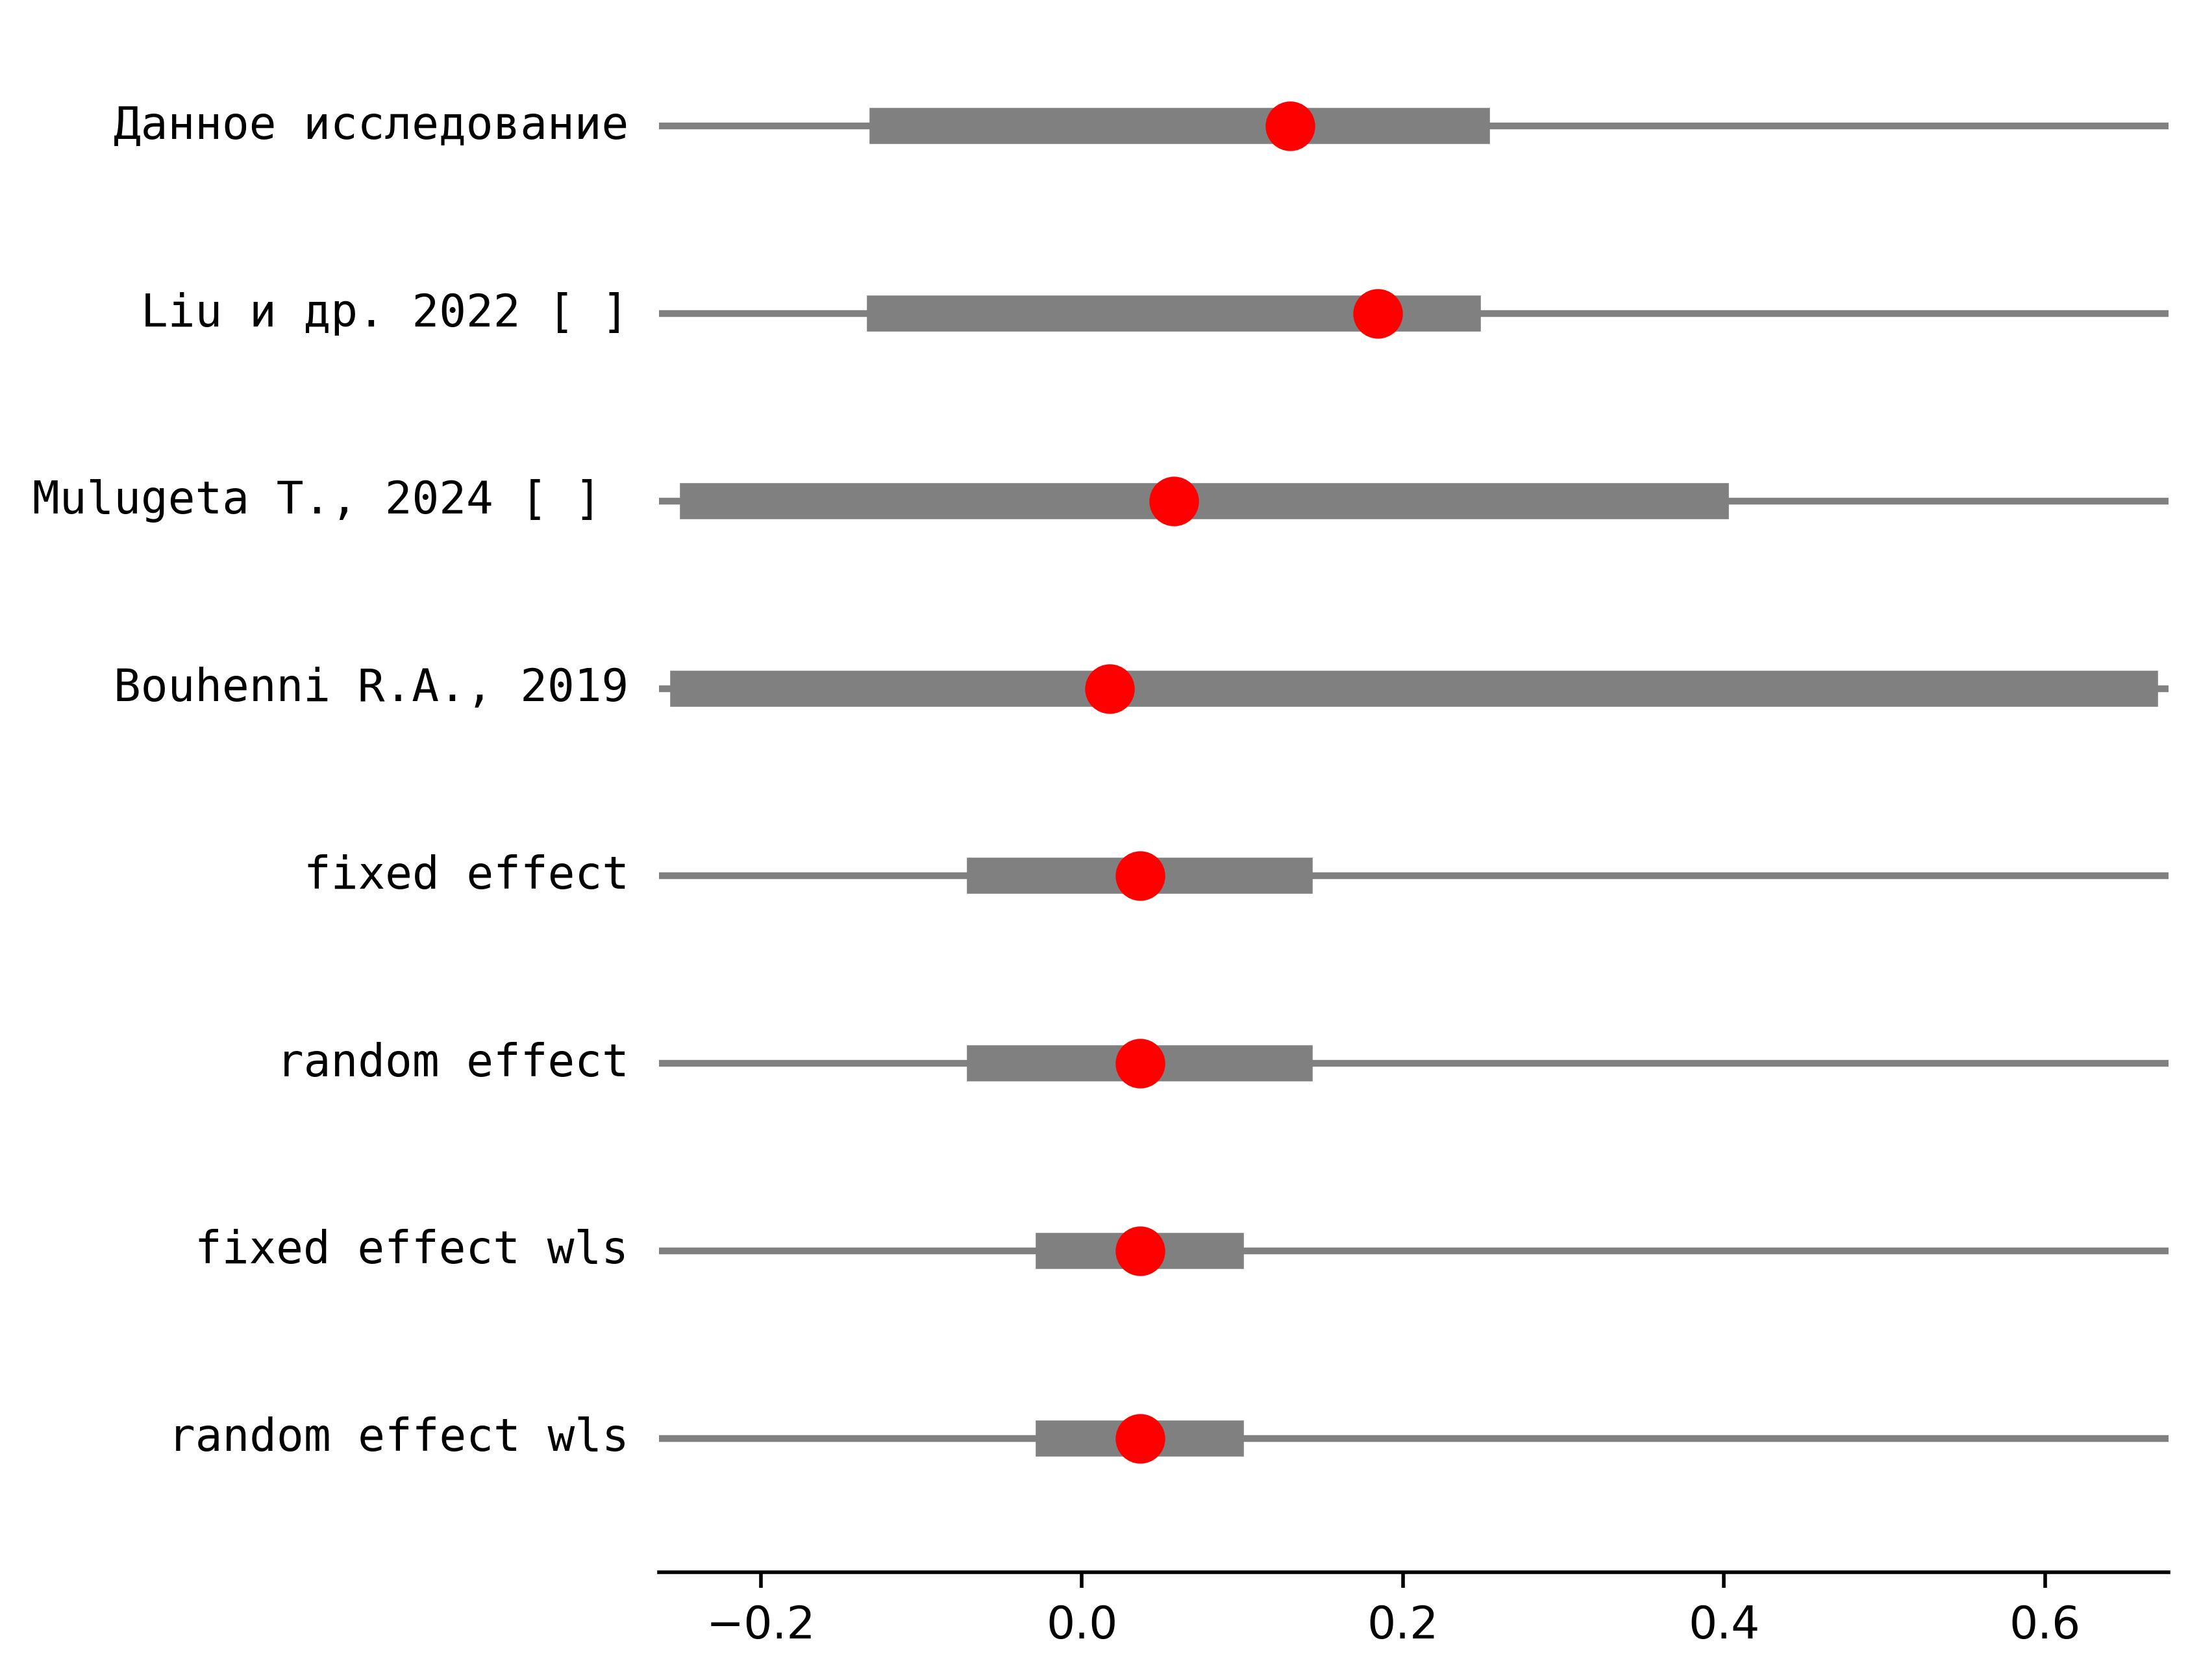 Данное исследование
Liu и др. 2022 [ ]
Mulugeta T., 2024 [ ]
Bouhenni R.A., 2019
fixed effect
random effect
fixed effect wls
random effect wls
−0.2 0.0 0.2 0.4 0.6